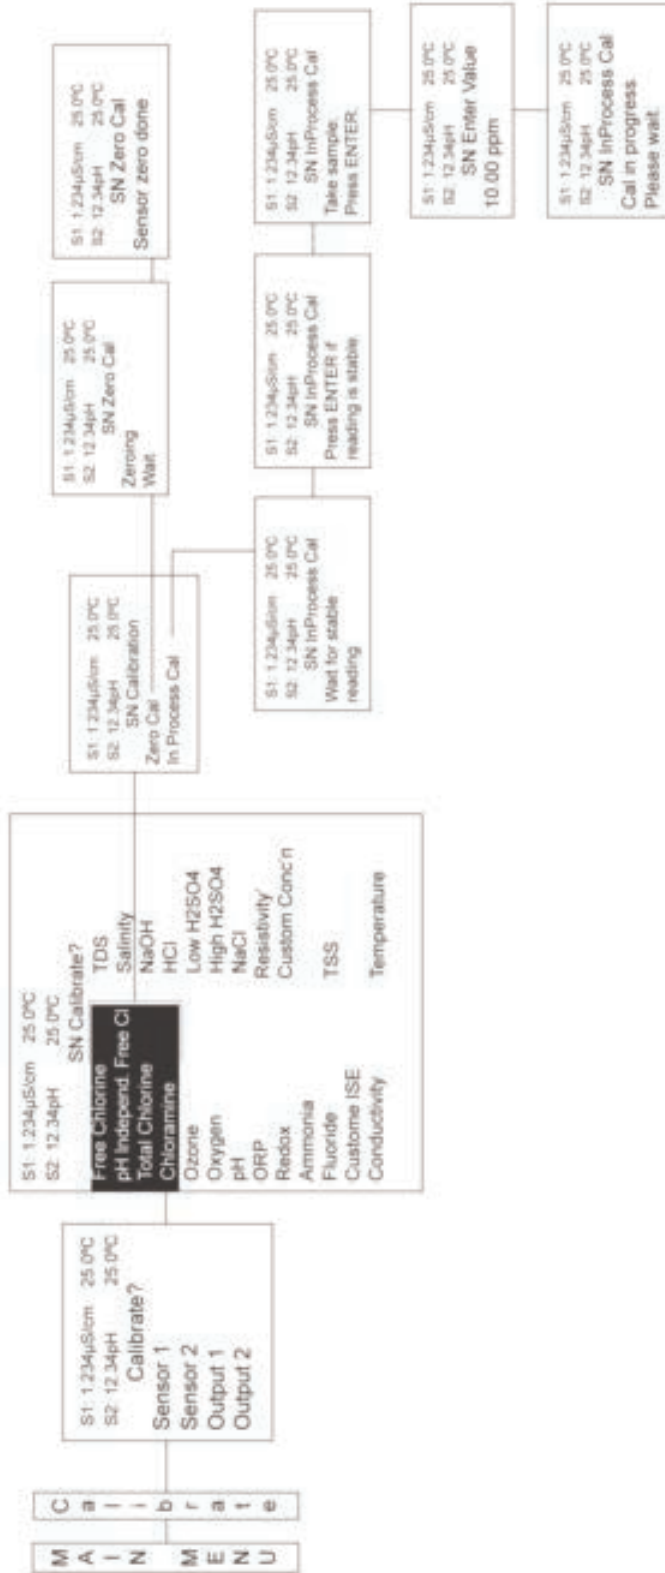 MAIN MENU
Calibrate
S1: 1.234µS/cm 25.0ºC
S2: 12.34pH 25.0ºC
Calibrate?
Sensor 1
Sensor 2
Output 1
Output 2
S1: 1.234µS/cm 25.0ºC
S2: 12.34pH 25.0ºC
SN Calibrate?
Free Chlorine TDS
pH Independ. Free Cl Salinity
Total Chlorine NaOH
Chloramine HCl
Ozone Low H2SO4
Oxygen High H2SO4
pH NaCl
ORP Resistivity
Redox Custom Conc'n
Ammonia
Fluoride TSS
Custome ISE
Conductivity Temperature
S1: 1.234µS/cm 25.0ºC
S2: 12.34pH 25.0ºC
SN Calibration
Zero Cal
In Process Cal
S1: 1.234µS/cm 25.0ºC
S2: 12.34pH 25.0ºC
SN Zero Cal
Zeroing
Wait
S1: 1.234µS/cm 25.0ºC
S2: 12.34pH 25.0ºC
SN Zero Cal
Sensor zero done
S1: 1.234µS/cm 25.0ºC
S2: 12.34pH 25.0ºC
SN InProcess Cal
Wait for stable
reading
S1: 1.234µS/cm 25.0ºC
S2: 12.34pH 25.0ºC
SN InProcess Cal
Press ENTER if
reading is stable
S1: 1.234µS/cm 25.0ºC
S2: 12.34pH 25.0ºC
SN InProcess Cal
Take sample.
Press ENTER.
S1: 1.234µS/cm 25.0ºC
S2: 12.34pH 25.0ºC
SN Enter Value
10.00 ppm
S1: 1.234µS/cm 25.0ºC
S2: 12.34pH 25.0ºC
SN InProcess Cal
Cal in progress.
Please wait.